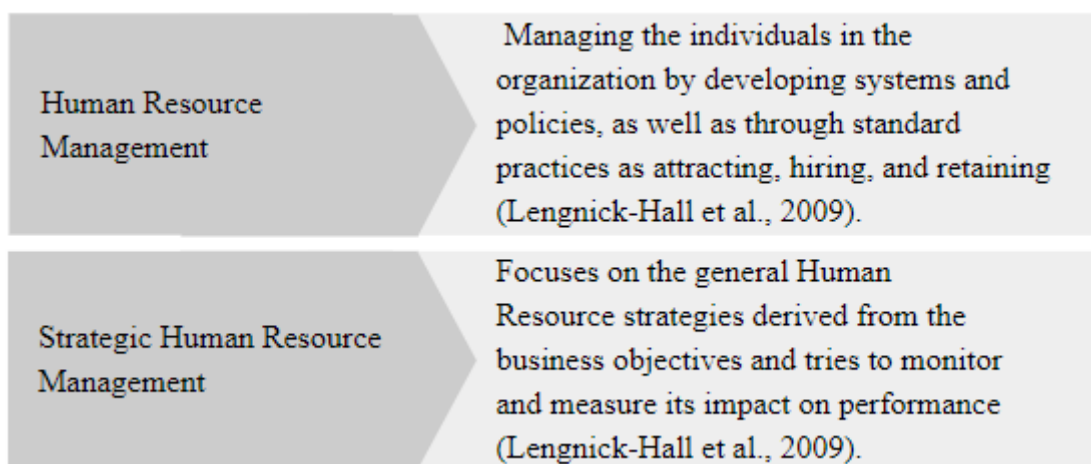 Human Resource
Management
Managing the individuals in the
organization by developing systems and
policies, as well as through standard
practices as attracting, hiring, and retaining
(Lengnick-Hall et al., 2009).
Strategic Human Resource
Management
Focuses on the general Human
Resource strategies derived from the
business objectives and tries to monitor
and measure its impact on performance
(Lengnick-Hall et al., 2009).